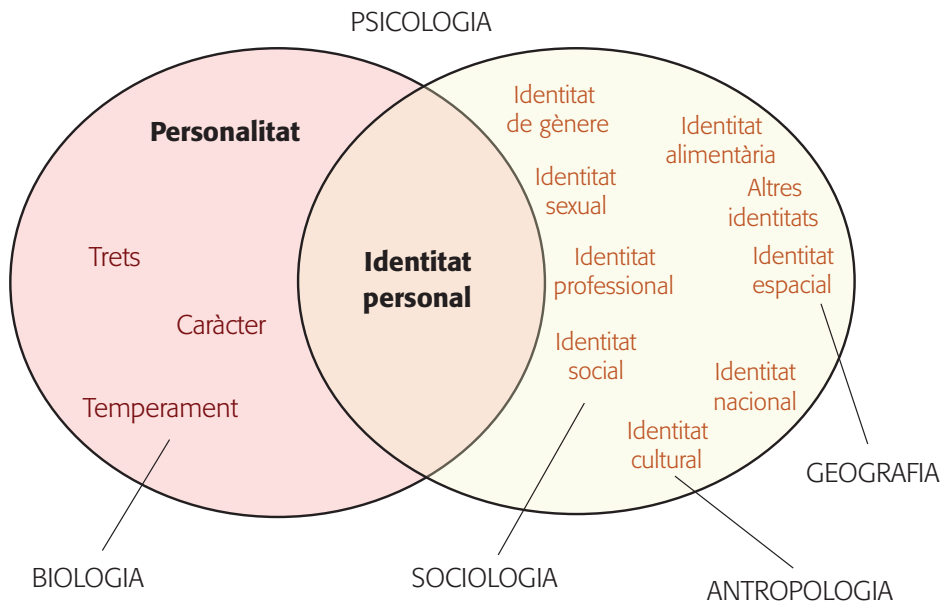 PSICOLOGIA
Personalitat
Trets
Caràcter
Temperament
Identitat
personal
Identitat
de gènere
Identitat
alimentària
Identitat
sexual
Altres
identitats
Identitat
professional
Identitat
espacial
Identitat
social
Identitat
nacional
Identitat
cultural
GEOGRAFIA
BIOLOGIA
SOCIOLOGIA
ANTROPOLOGIA